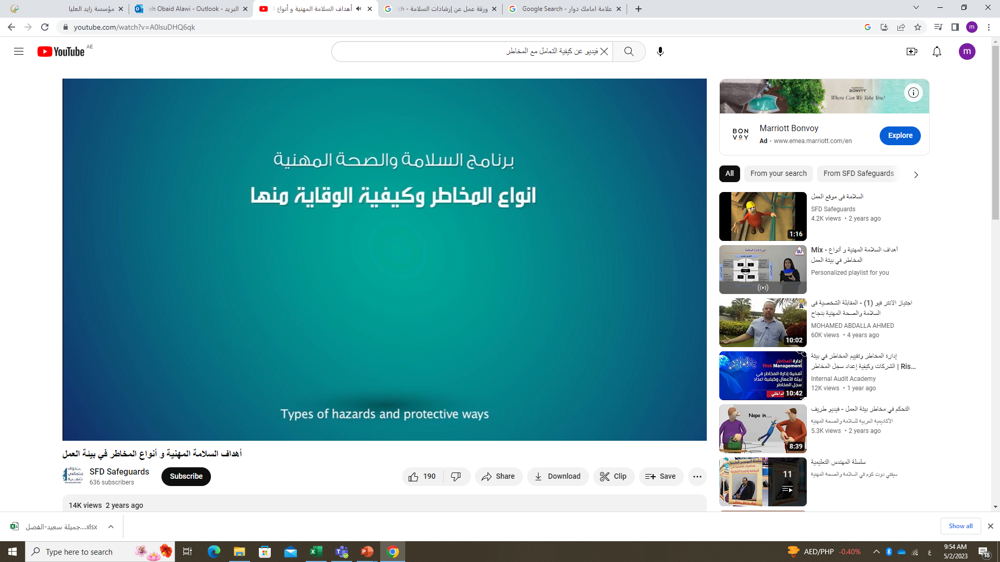 مؤسسة زايد العليا
البريد - eh Obaid Alawi - Outlook
أهداف السلامة المهنية و أنواع
ورقة عمل عن إرشادات السلامة - ch
علامة امامك دوار - Google Search
youtube.com/watch?v=A0lsuDHQ6qk
m
YouTube AE
فيديو عن كيفية التعامل مع المخاطر
m
برنامج السلامة والصحة المهنية
انواع المخاطر وكيفية الوقاية منها
Types of hazards and protective ways
أهداف السلامة المهنية و أنواع المخاطر في بيئة العمل
SFD Safeguards
636 subscribers
Subscribe
190
Share
Download
Clip
Save
14K views 2 years ago
MARRIOTT
BONVOY
Where Can We Take You?
BON
VOY
Marriott Bonvoy
Ad · www.emea.marriott.com/en
Explore
All
From your search
From SFD Safeguards
السلامة فى موقع العمل
SFD Safeguards
4.2K views • 2 years ago
1:16
دورة إدارة السلامة
SU
Mix - أهداف السلامة المهنية و أنواع
المخاطر في بيئة العمل
Personalized playlist for you
اجتياز الانتر فيو (1) - المقابلة الشخصية فى
السلامة والصحة المهنية بنجاح
MOHAMED ABDALLA AHMED
60K views • 4 years ago
10:02
إدارة المخاطر
Risk Management
أهمية إدارة المخاطر في
بيئة الأعمال وكيفية اعداد
سجل المخاطر
10:42
إدارة المخاطر وتقييم المخاطر في بيئة
الشركات وكيفية إعداد سجل المخاطر | Ris...
Internal Audit Academy
12K views • 1 year ago
Napo in...
8:39
التحكم في مخاطر بيئة العمل - فيديو طريف
الأكاديمية العربية للسلامة والصحة المهنية
5.3K views • 2 years ago
11
سلسلة المهندس التعليمية
سيفتي دوت كوم في السلامة والصحة المهنية
جميلة سعيد-الفصل....xlsx
Show all
Type here to search
AED/PHP -0.40%
ع
9:54 AM
5/2/2023
18